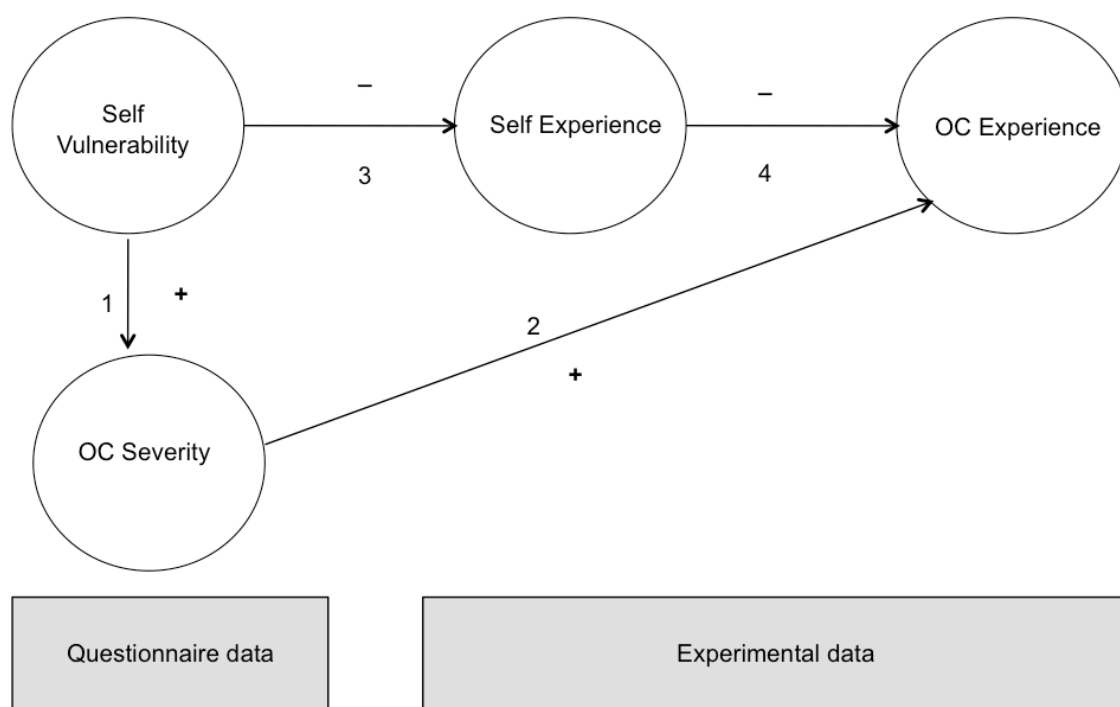 Self
Vulnerability
–
3
Self Experience
–
4
OC Experience
1
+
2
+
OC Severity
Questionnaire data
Experimental data